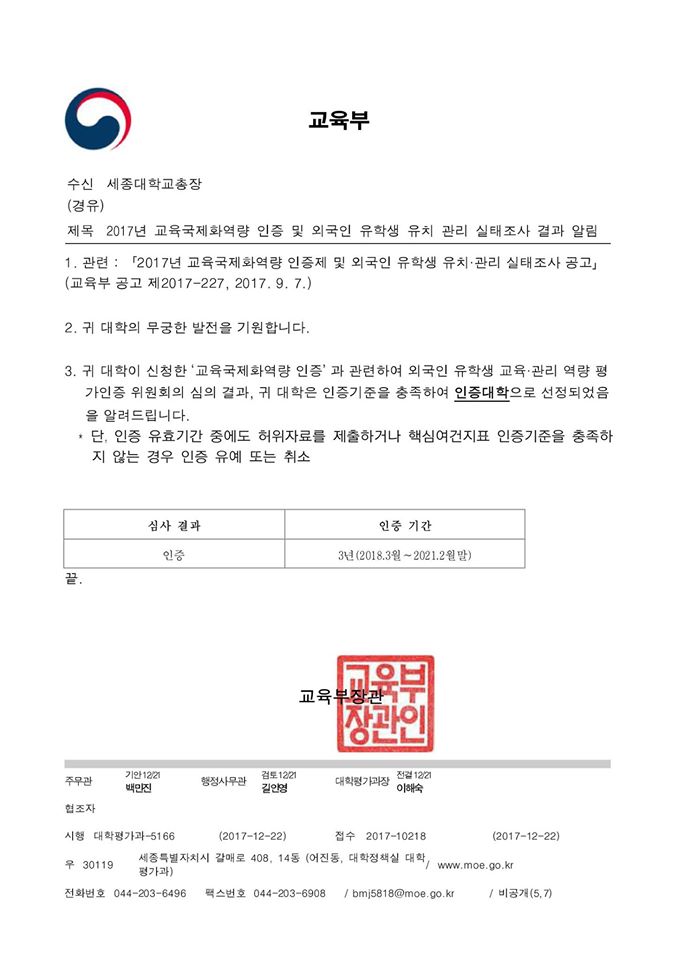 교육부
수신 세종대학교총장
(경유)
제목 2017년 교육국제화역량 인증 및 외국인 유학생 유치 관리 실태조사 결과 알림
1. 관련 : 「2017년 교육국제화역량 인증제 및 외국인 유학생 유치·관리 실태조사 공고」
(교육부 공고 제2017-227, 2017. 9. 7.)
2. 귀 대학의 무궁한 발전을 기원합니다.
3. 귀 대학이 신청한 ‘교육국제화역량 인증’ 과 관련하여 외국인 유학생 교육·관리 역량 평
가인증 위원회의 심의 결과, 귀 대학은 인증기준을 충족하여 인증대학으로 선정되었음
을 알려드립니다.
* 단, 인증 유효기간 중에도 허위자료를 제출하거나 핵심여건지표 인증기준을 충족하
지 않는 경우 인증 유예 또는 취소
심사 결과 인증 기간
인증 3년(2018.3월~2021.2월말)
끝.
교육부장관
교육부
장관인
주무관 기안 12/21 백민진 행정사무관 검토 12/21 길인영 대학평가과장 전결 12/21 이해숙
협조자
시행 대학평가과-5166 (2017-12-22) 접수 2017-10218 (2017-12-22)
우 30119 세종특별자치시 갈매로 408, 14동 (어진동, 대학정책실 대학
평가과) / www.moe.go.kr
전화번호 044-203-6496 팩스번호 044-203-6908 / bmj5818@moe.go.kr / 비공개(5,7)